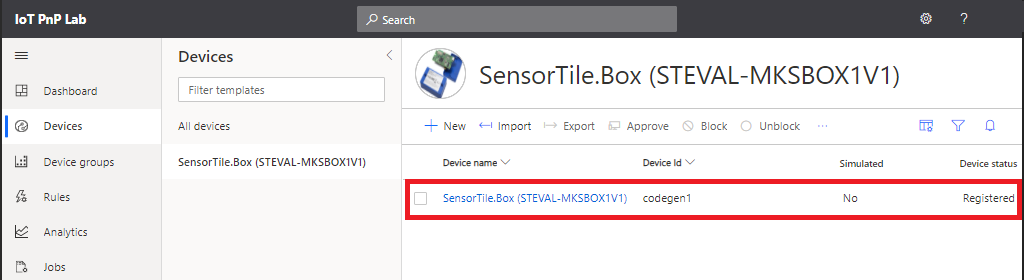 IoT PnP Lab
Search
?
Dashboard
Devices
Device groups
Rules
Analytics
Jobs
Devices
Filter templates
All devices
SensorTile.Box (STEVAL-MKSBOX1V1)
SensorTile.Box (STEVAL-MKSBOX1V1)
New Import Export Approve Block Unblock ...
Device name Device Id Simulated Device status
SensorTile.Box (STEVAL-MKSBOX1V1) codegen1 No Registered